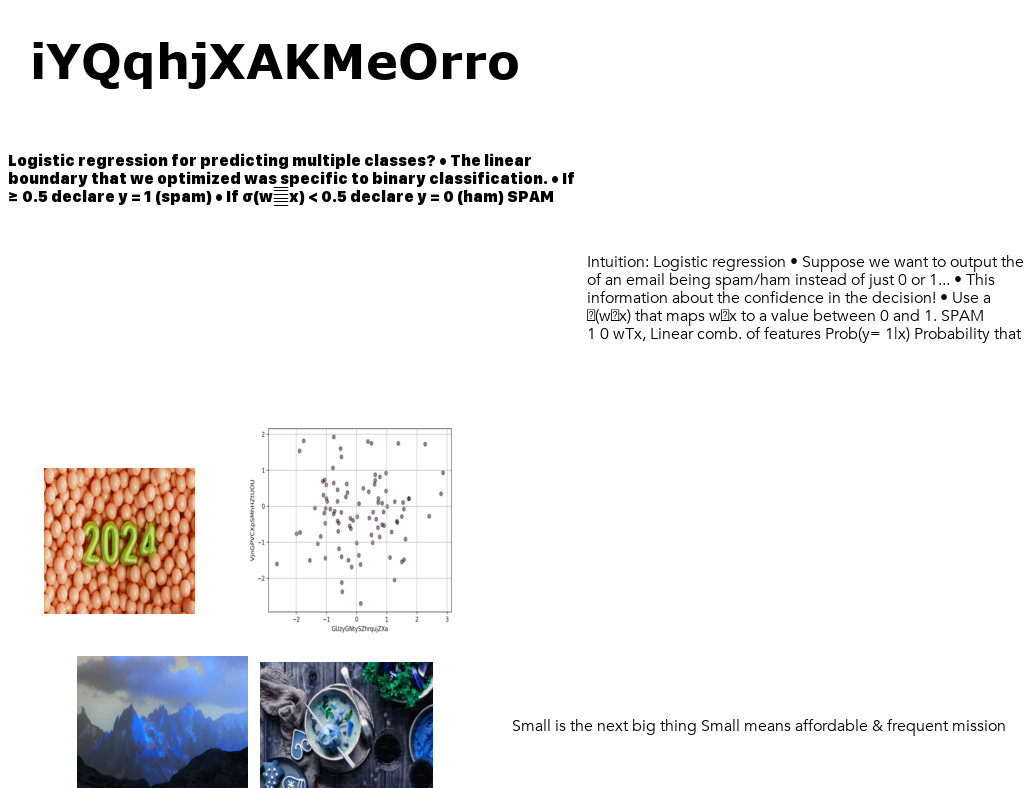 iYQqhjXAKMeOrro
Logistic regression for predicting multiple classes? • The linear
boundary that we optimized was specific to binary classification. • If
≥ 0.5 declare y = 1 (spam) • If σ(w x) < 0.5 declare y = 0 (ham) SPAM
Intuition: Logistic regression • Suppose we want to output the
of an email being spam/ham instead of just 0 or 1... • This
information about the confidence in the decision! • Use a
(w x) that maps w x to a value between 0 and 1. SPAM
1 0 wTx, Linear comb. of features Prob(y= 1|x) Probability that
2
1
0
−1
−2
−2 −1 0 1 2 3
2024
Small is the next big thing Small means affordable & frequent mission